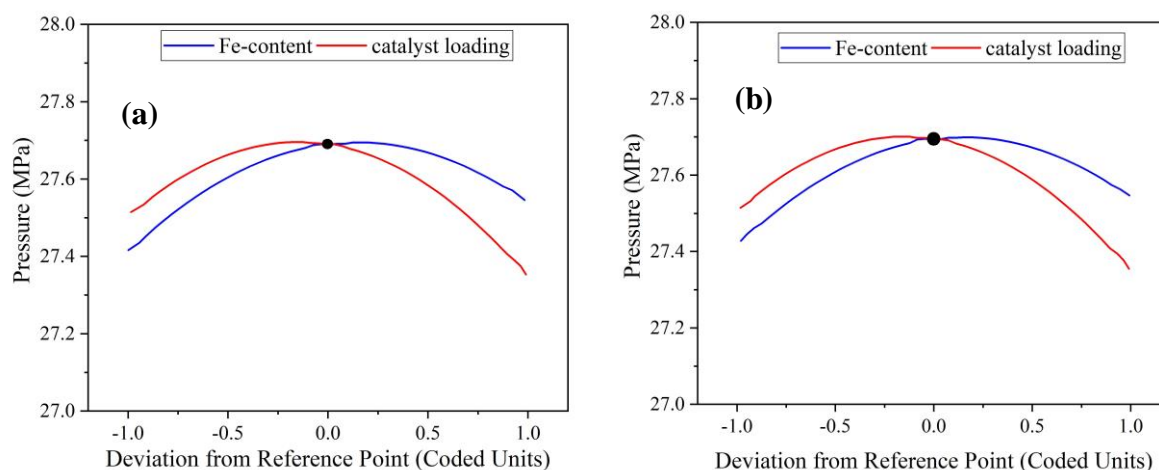 28.0
Fe-content catalyst loading
(a)
27.8
27.6
27.4
27.2
27.0
Pressure (MPa)
-1.0 -0.5 0.0 0.5 1.0
Deviation from Reference Point (Coded Units)
28.0
Fe-content catalyst loading
(b)
27.8
27.6
27.4
27.2
27.0
Pressure (MPa)
-1.0 -0.5 0.0 0.5 1.0
Deviation from Reference Point (Coded Units)